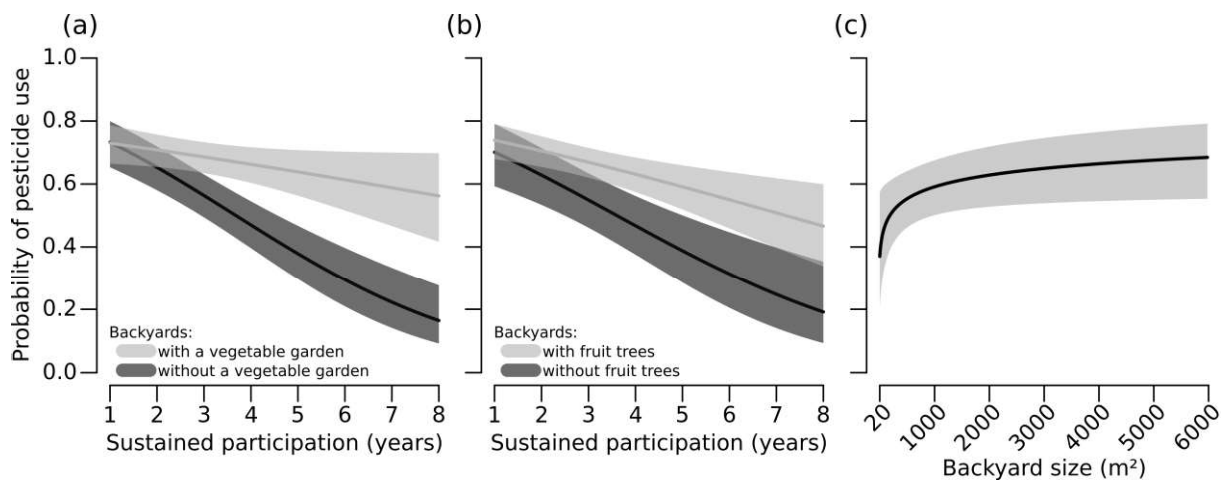 (a)
(b)
(c)
Probability of pesticide use
1.0
0.8
0.6
0.4
0.2
0.0
Backyards:
with a vegetable garden
without a vegetable garden
1 2 3 4 5 6 7 8
Sustained participation (years)
Backyards:
with fruit trees
without fruit trees
1 2 3 4 5 6 7 8
Sustained participation (years)
20 1000 2000 3000 4000 5000 6000
Backyard size (m²)